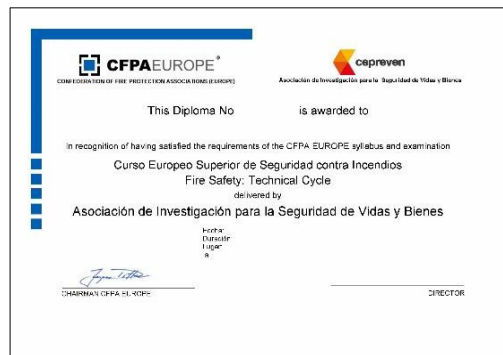 CFPA EUROPE®
CONFEDERATION OF FIRE PROTECTION ASSOCIATIONS (EUROPE)
cepreven
Asociación de Investigación para la Seguridad de Vidas y Bienes
This Diploma No is awarded to
In recognition of having satisfied the requirements of the CFPA EUROPE syllabus and examination
Curso Europeo Superior de Seguridad contra Incendios
Fire Safety: Technical Cycle
delivered by
Asociación de Investigación para la Seguridad de Vidas y Bienes
Fecha:
Duración:
Lugar:
a
CHAIRMAN CFPA EUROPE
DIRECTOR